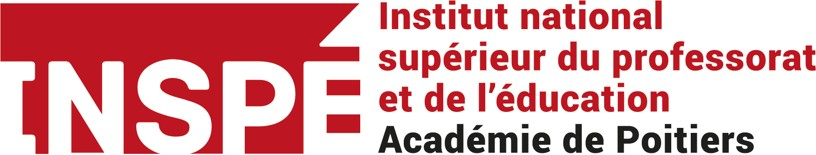 INSPÉ
Institut national
supérieur du professorat
et de l'éducation
Académie de Poitiers